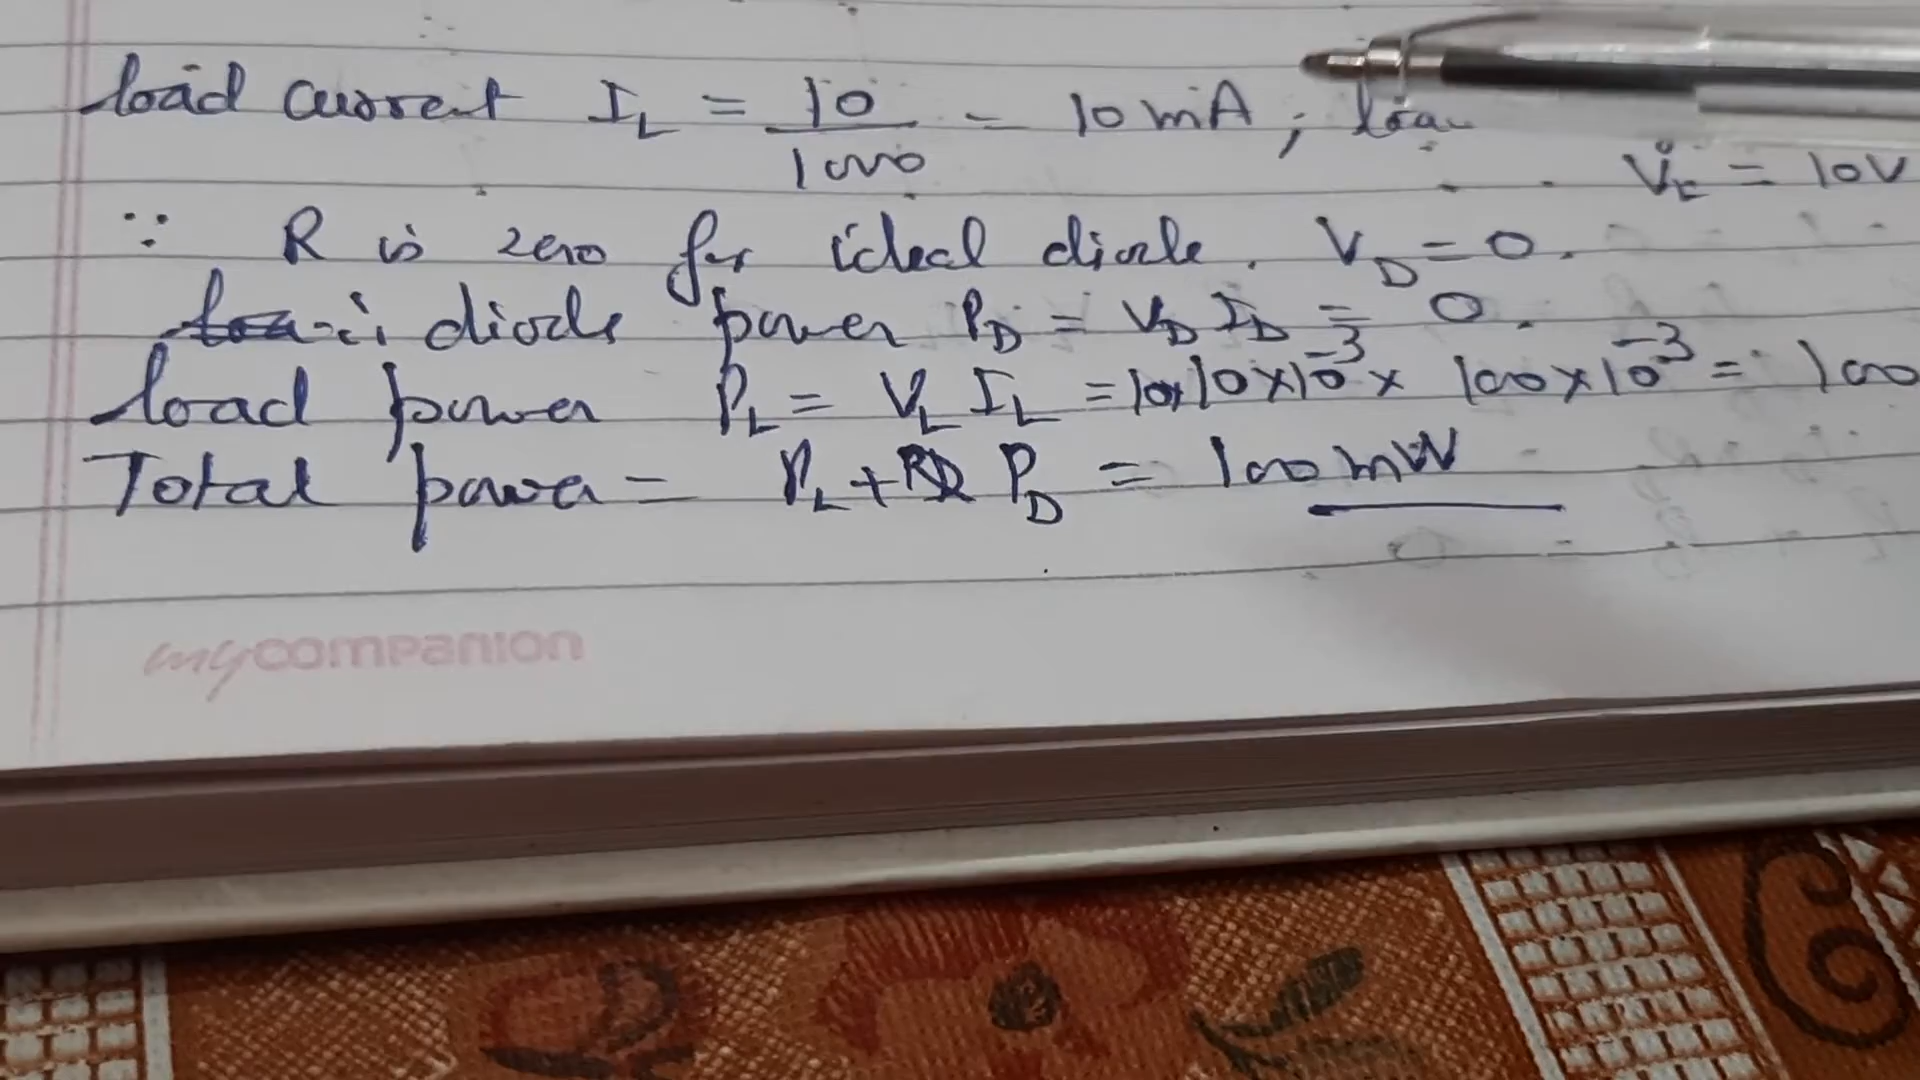 load current I_L = 10/1000 = 10 mA ;
V_L = 10V
∵ R is zero for ideal diode. V_D = 0.
∴ diode power P_D = V_D I_D = 0.
load power P_L = V_L I_L = 10×10×10^-3 × 100×10^-3 = 100
Total power = P_L + P_D = 100 mW
mycompanion